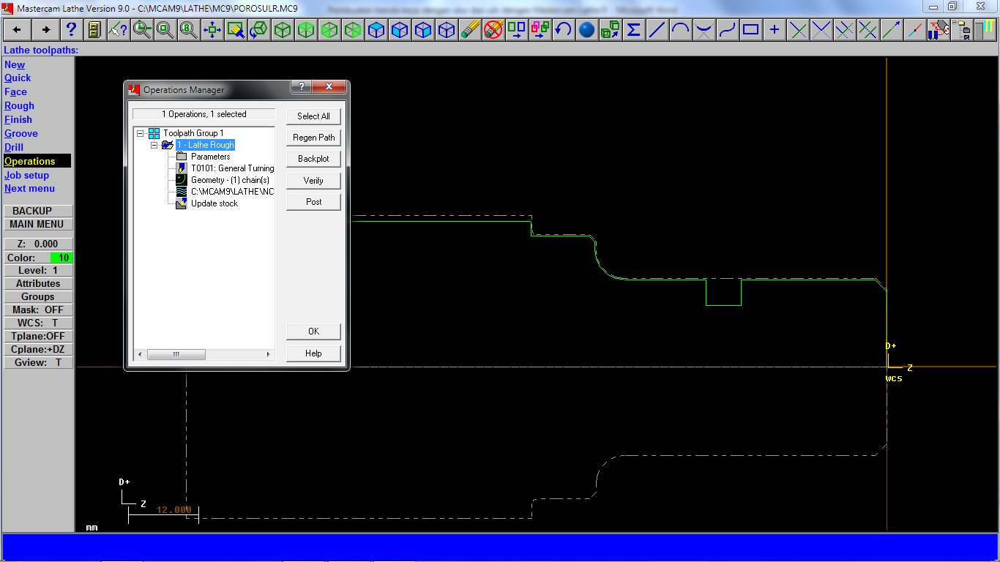 Mastercam Lathe Version 9.0 - C:\MCAM9\LATHE\MC9\POROSULR.MC9
Lathe toolpaths:
New
Quick
Face
Rough
Finish
Groove
Drill
Operations
Job setup
Next menu
BACKUP
MAIN MENU
Z: 0.000
Color: 10
Level: 1
Attributes
Groups
Mask: OFF
WCS: T
Tplane:OFF
Cplane:+DZ
Gview: T
Operations Manager
1 Operations, 1 selected
Toolpath Group 1
1 - Lathe Rough
Parameters
T0101: General Turning
Geometry - (1) chain(s)
C:\MCAM9\LATHE\NC
Update stock
Select All
Regen Path
Backplot
Verify
Post
OK
Help
D+
Z
WCS
D+
Z
12.000
mm